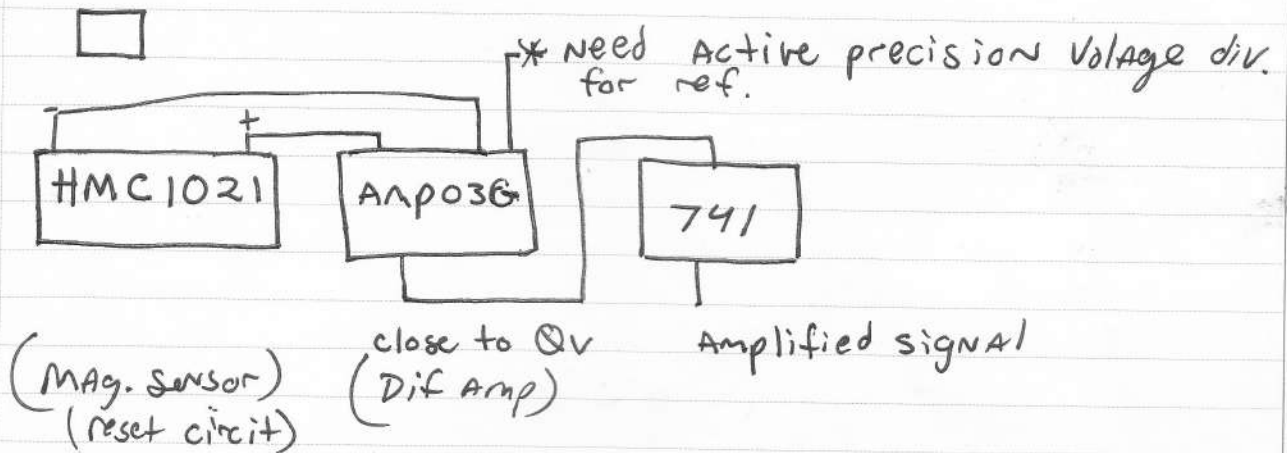 * Need Active precision Volage div.
for ref.
- +
HMC1021 Amp03G 741
close to 0v Amplified signal
(Mag. Sensor) (Dif Amp)
(reset circit)